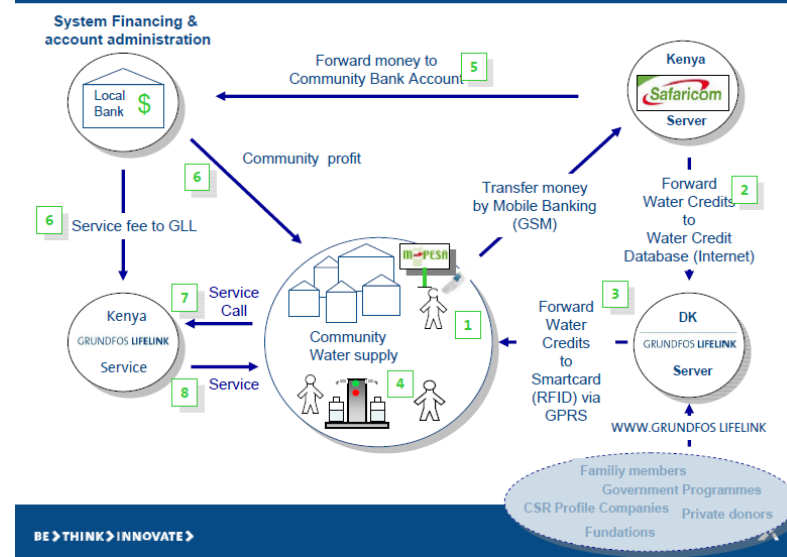 System Financing &
account administration
Local
Bank $
Forward money to
Community Bank Account
5
Kenya
Safaricom
Server
6
Community profit
6
Service fee to GLL
Transfer money
by Mobile Banking
(GSM)
Forward
Water Credits
to
Water Credit
Database (Internet)
2
M-PESA
1
Community
Water supply
4
7
Service
Call
Kenya
GRUNDFOS LIFELINK
Service
8
Service
3
Forward
Water
Credits
to
Smartcard
(RFID) via
GPRS
DK
GRUNDFOS LIFELINK
Server
WWW.GRUNDFOS LIFELINK
Familiy members
Government Programmes
CSR Profile Companies
Private donors
Fundations
BE>THINK>INNOVATE>